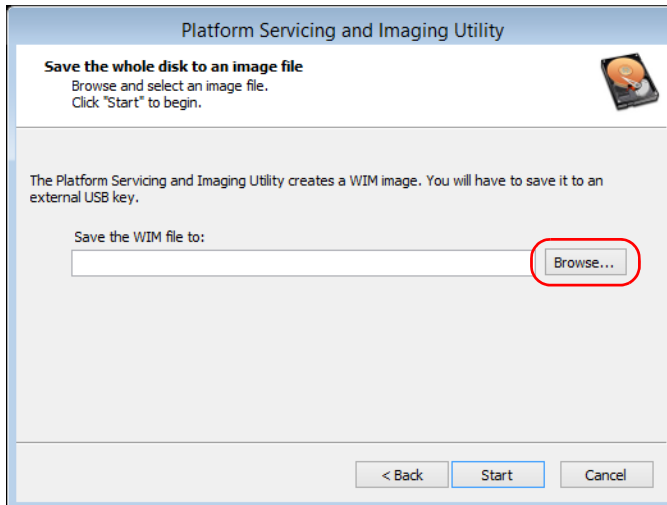 Platform Servicing and Imaging Utility
Save the whole disk to an image file
Browse and select an image file.
Click "Start" to begin.
The Platform Servicing and Imaging Utility creates a WIM image. You will have to save it to an
external USB key.
Save the WIM file to:
Browse...
< Back
Start
Cancel